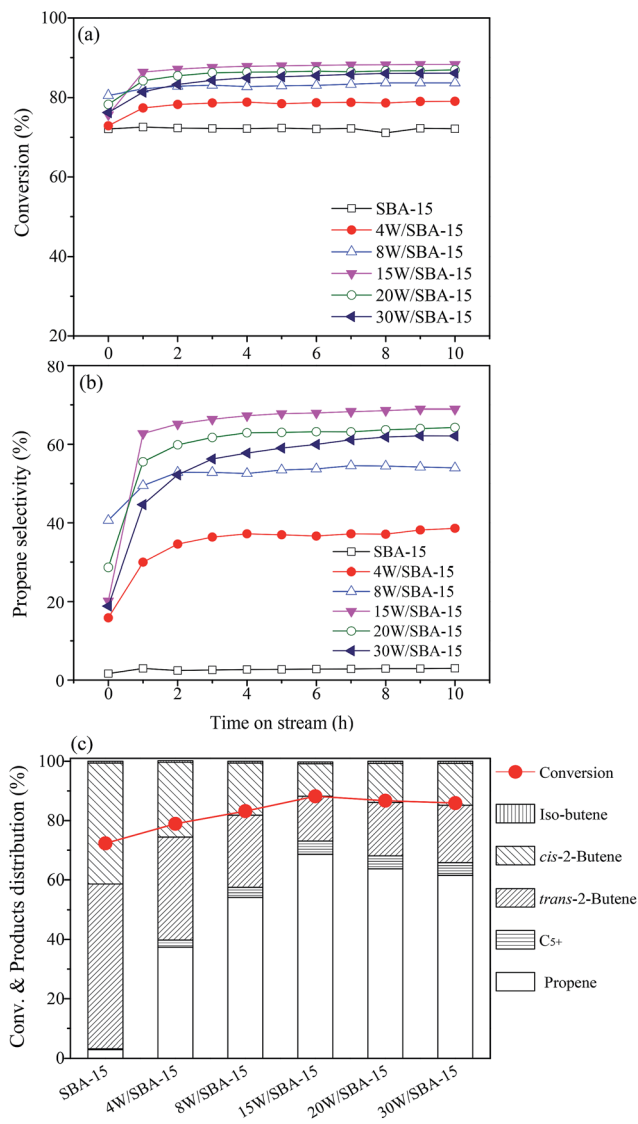 (a)
Conversion (%)
100
80
60
40
20
SBA-15
4W/SBA-15
8W/SBA-15
15W/SBA-15
20W/SBA-15
30W/SBA-15
0 2 4 6 8 10
(b)
Propene selectivity (%)
80
60
40
20
0
SBA-15
4W/SBA-15
8W/SBA-15
15W/SBA-15
20W/SBA-15
30W/SBA-15
0 2 4 6 8 10
Time on stream (h)
(c)
Conv. & Products distribution (%)
100
80
60
40
20
0
Conversion
Iso-butene
cis-2-Butene
trans-2-Butene
C5+
Propene
SBA-15
4W/SBA-15
8W/SBA-15
15W/SBA-15
20W/SBA-15
30W/SBA-15